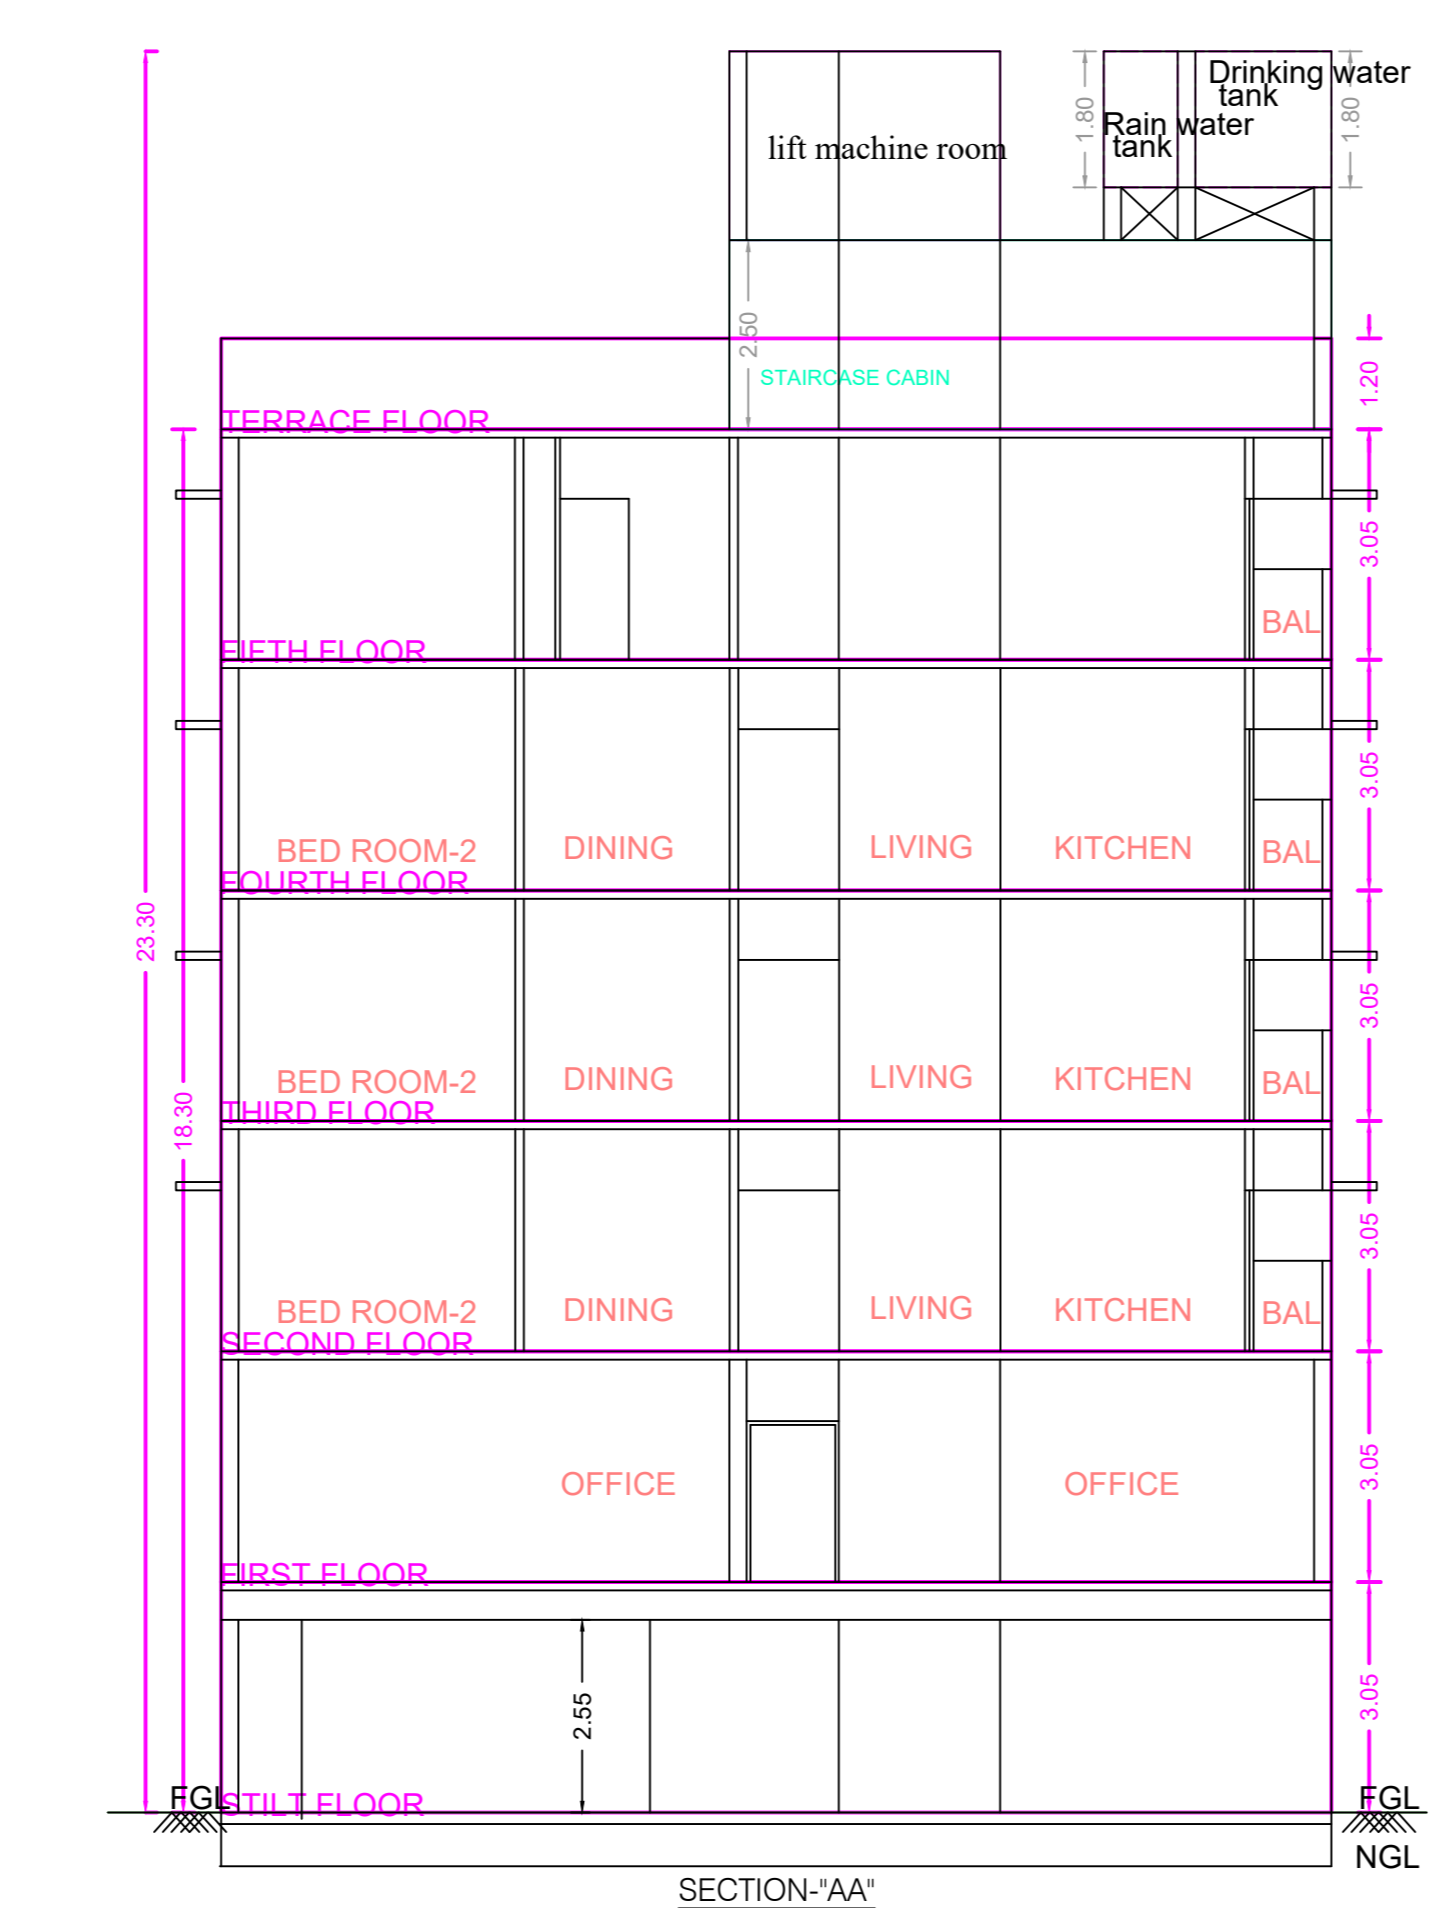 Drinking water
tank
1.80
1.80
Rain water
tank
lift machine room
2.50
STAIRCASE CABIN
1.20
TERRACE FLOOR
3.05
BAL
FIFTH FLOOR
3.05
BED ROOM-2 DINING LIVING KITCHEN BAL
FOURTH FLOOR
23.30
3.05
BED ROOM-2 DINING LIVING KITCHEN BAL
THIRD FLOOR
18.30
3.05
BED ROOM-2 DINING LIVING KITCHEN BAL
SECOND FLOOR
3.05
OFFICE OFFICE
FIRST FLOOR
3.05
2.55
FGL STILT FLOOR FGL
NGL
SECTION-"AA"